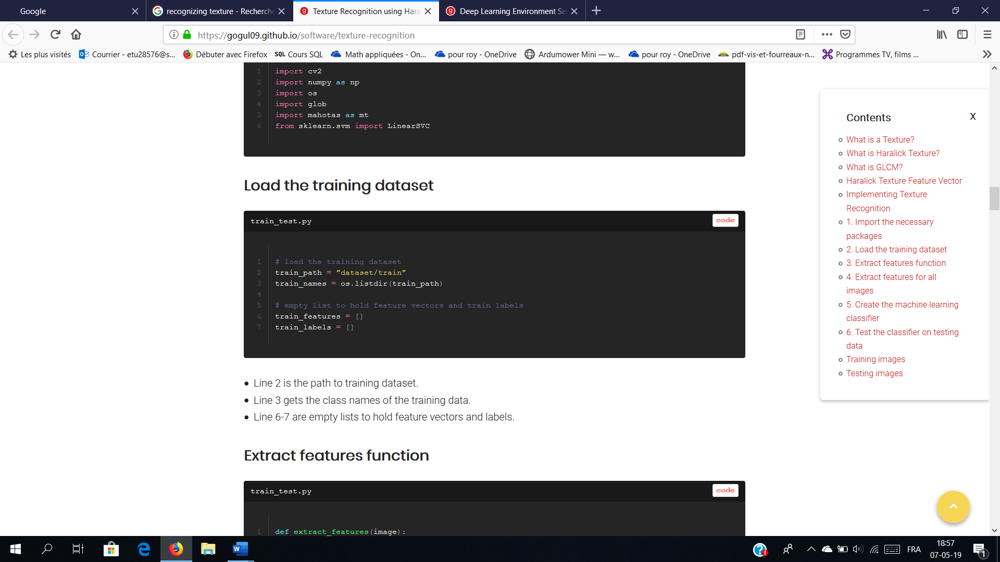 Google
recognizing texture - Recherche
Texture Recognition using Hara
Deep Learning Environment Se
https://gogul09.github.io/software/texture-recognition
Les plus visités
Courrier - etu28576@s...
Débuter avec Firefox
SQL Cours SQL
Math appliquées - On...
pour roy - OneDrive
Ardumower Mini — w...
pour roy - OneDrive
pdf-vis-et-fourreaux-n...
Programmes TV, films ...
1 import cv2
2 import numpy as np
3 import os
4 import glob
5 import mahotas as mt
6 from sklearn.svm import LinearSVC
Load the training dataset
train_test.py
code
1 # load the training dataset
2 train_path = "dataset/train"
3 train_names = os.listdir(train_path)
4
5 # empty list to hold feature vectors and train labels
6 train_features = []
7 train_labels = []
• Line 2 is the path to training dataset.
• Line 3 gets the class names of the training data.
• Line 6-7 are empty lists to hold feature vectors and labels.
Extract features function
train_test.py
code
1 def extract_features(image):
Contents
X
What is a Texture?
What is Haralick Texture?
What is GLCM?
Haralick Texture Feature Vector
Implementing Texture
Recognition
1. Import the necessary
packages
2. Load the training dataset
3. Extract features function
4. Extract features for all
images
5. Create the machine learning
classifier
6. Test the classifier on testing
data
Training images
Testing images
FRA
18:57
07-05-19
1